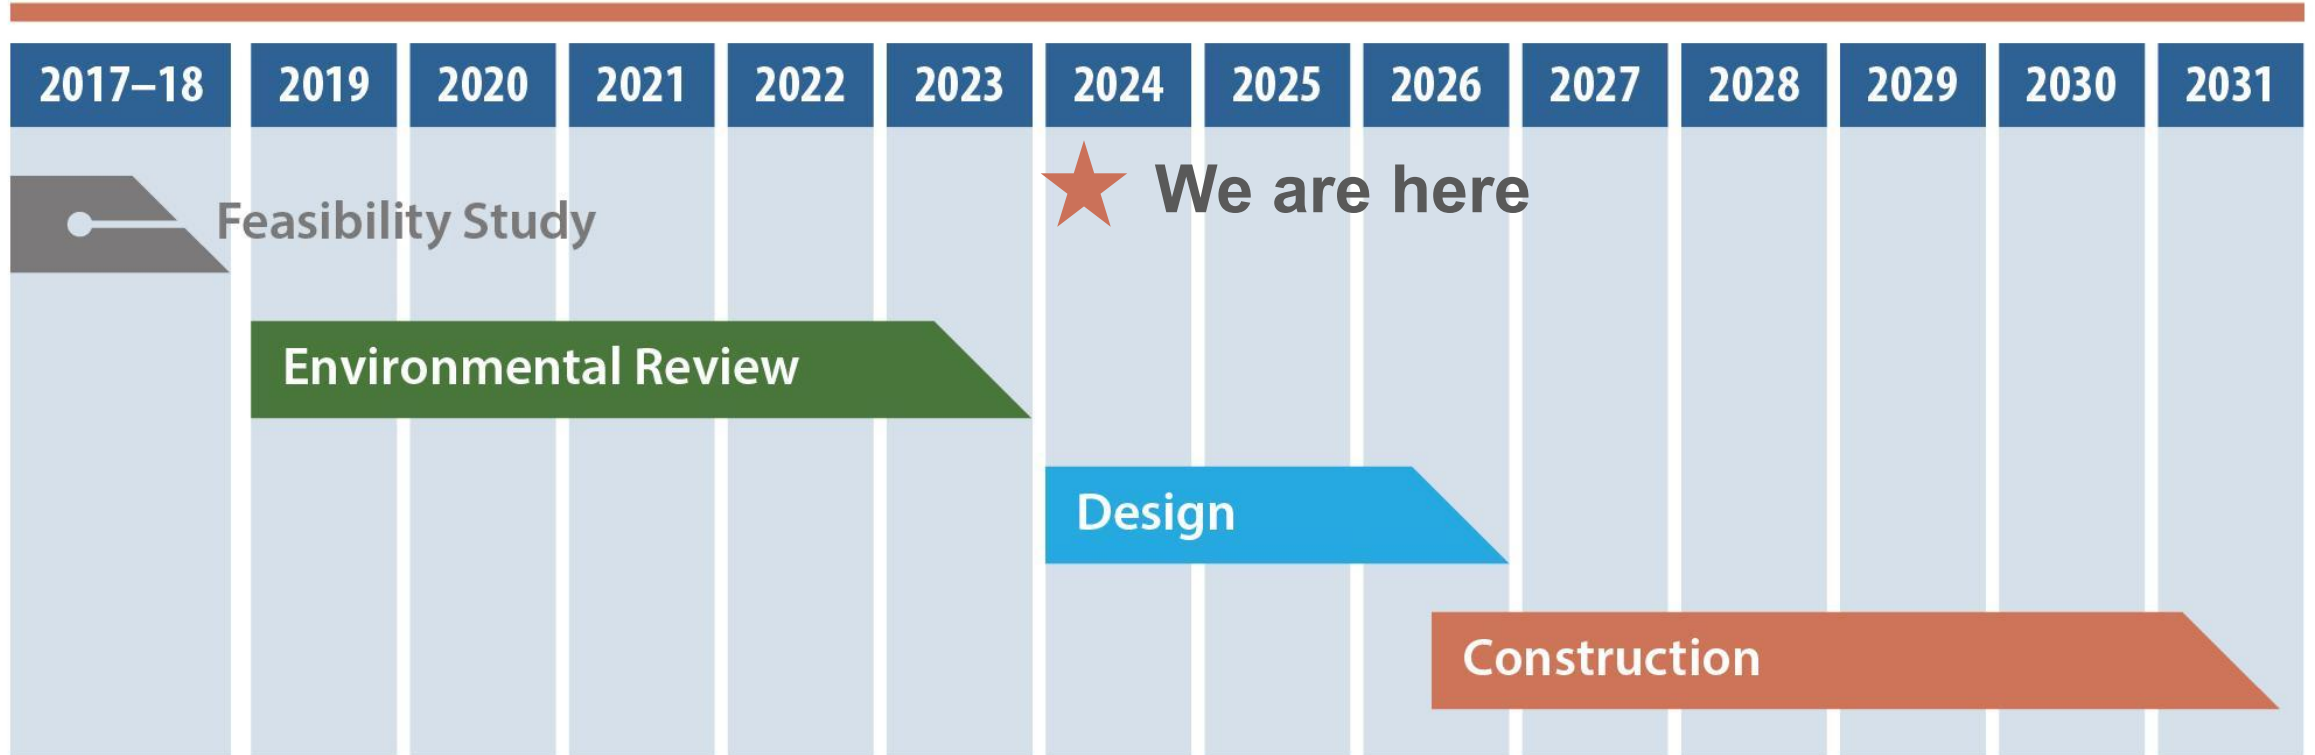 2017–18 2019 2020 2021 2022 2023 2024 2025 2026 2027 2028 2029 2030 2031
We are here
Feasibility Study
Environmental Review
Design
Construction